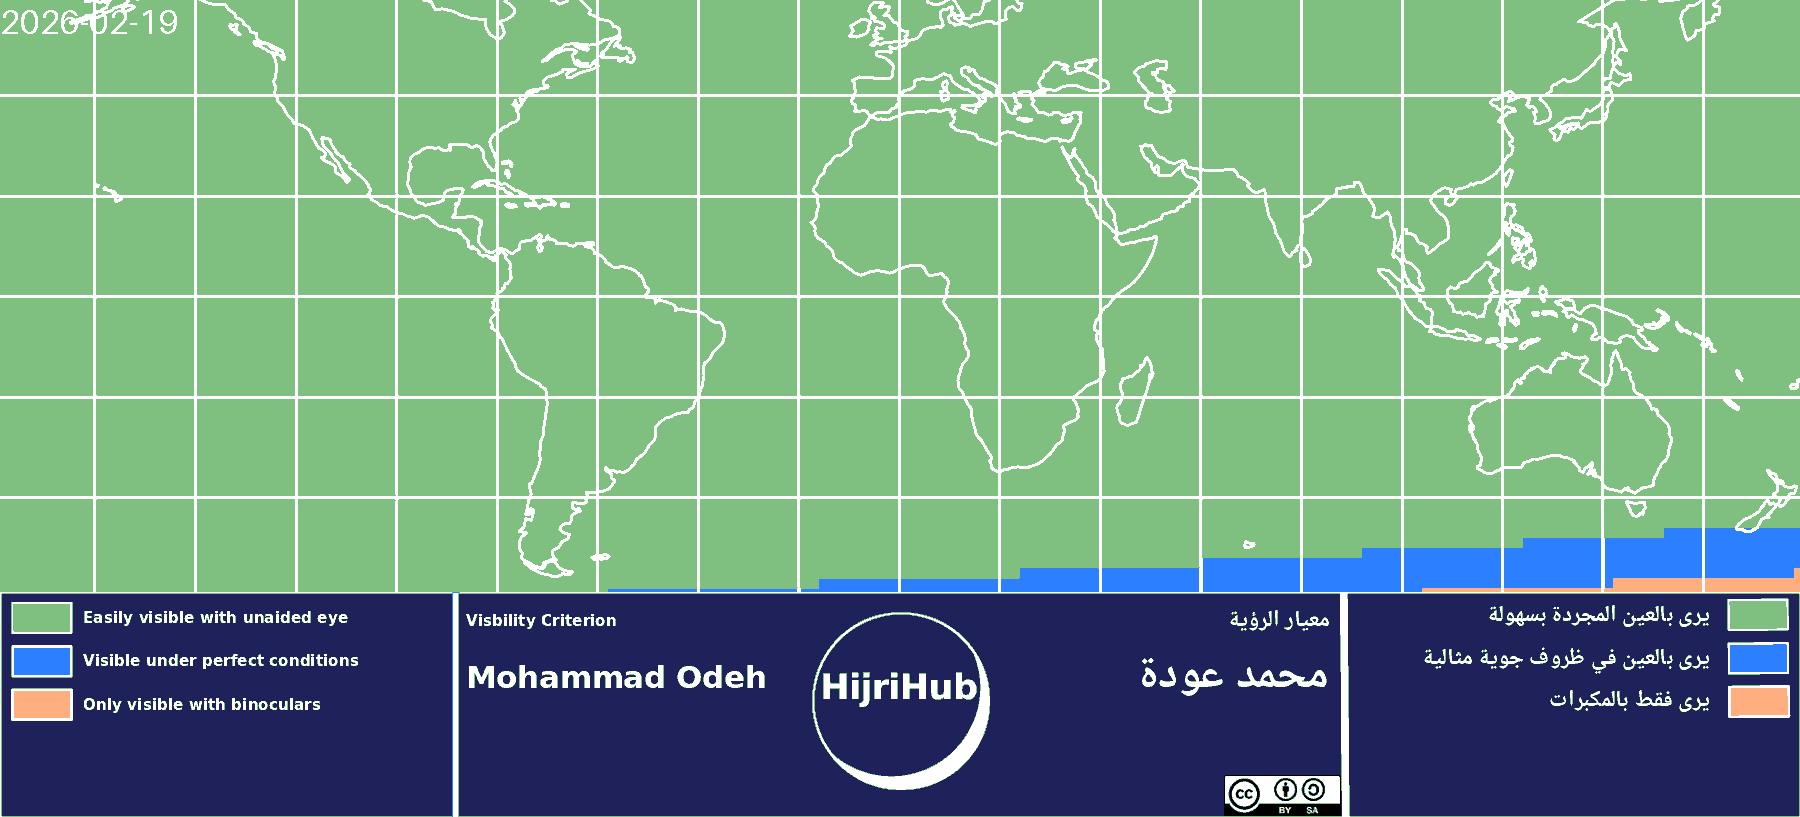 2026-02-19
Easily visible with unaided eye
Visible under perfect conditions
Only visible with binoculars
Visbility Criterion
Mohammad Odeh
HijriHub
معيار الرؤية
محمد عودة
cc
BY SA
يرى بالعين المجردة بسهولة
يرى بالعين في ظروف جوية مثالية
يرى فقط بالمكبرات